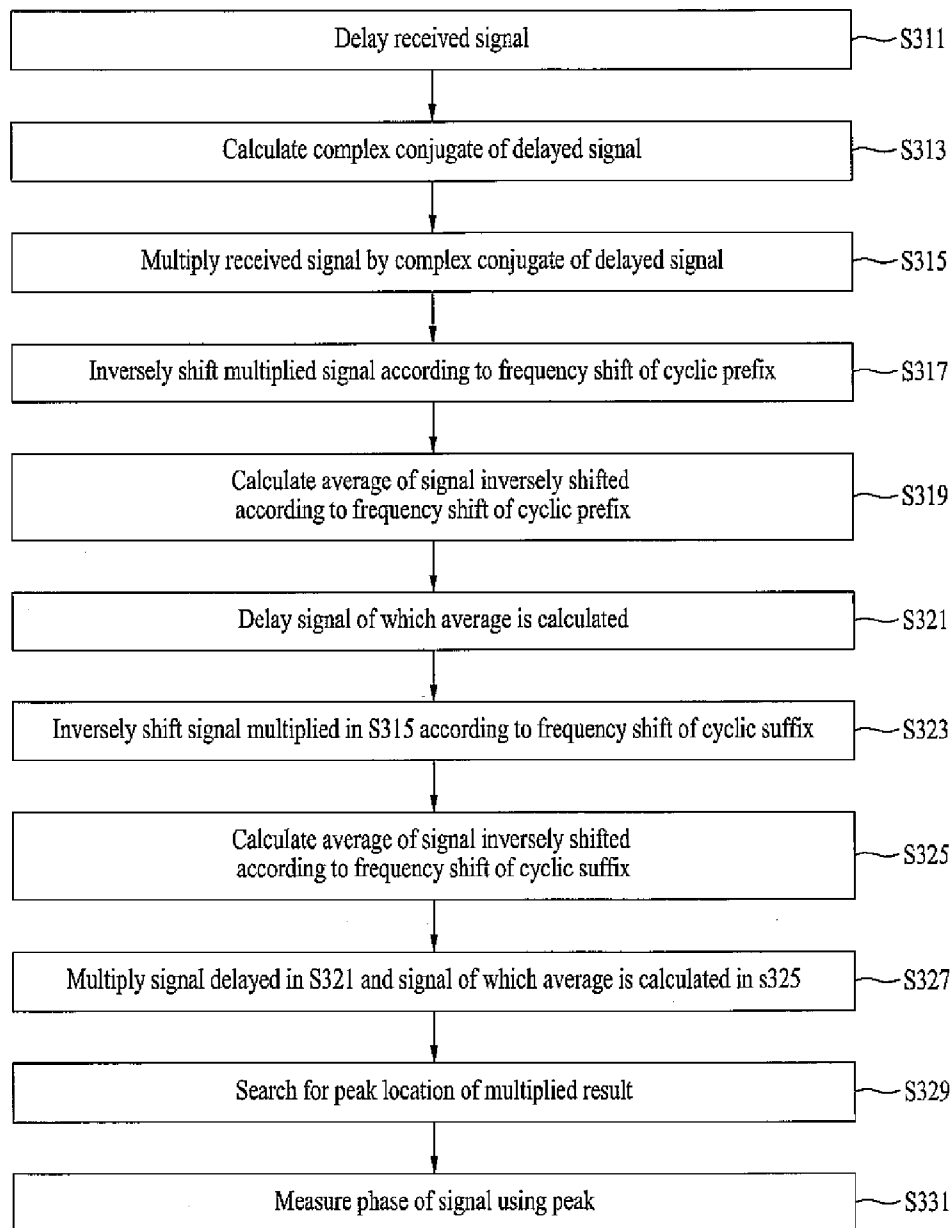 Delay received signal
S311
Calculate complex conjugate of delayed signal
S313
Multiply received signal by complex conjugate of delayed signal
S315
Inversely shift multiplied signal according to frequency shift of cyclic prefix
S317
Calculate average of signal inversely shifted
according to frequency shift of cyclic prefix
S319
Delay signal of which average is calculated
S321
Inversely shift signal multiplied in S315 according to frequency shift of cyclic suffix
S323
Calculate average of signal inversely shifted
according to frequency shift of cyclic suffix
S325
Multiply signal delayed in S321 and signal of which average is calculated in s325
S327
Search for peak location of multiplied result
S329
Measure phase of signal using peak
S331